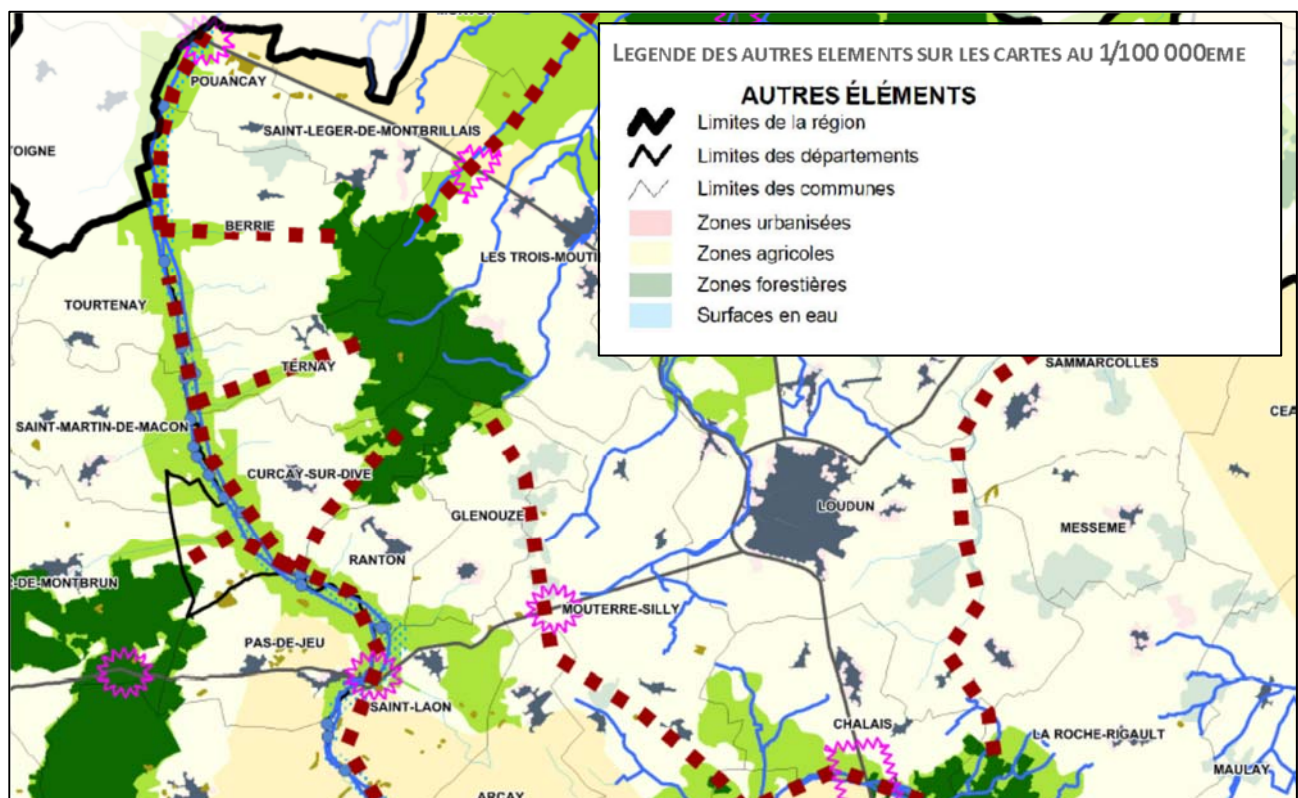 LEGENDE DES AUTRES ELEMENTS SUR LES CARTES AU 1/100 000EME
AUTRES ÉLÉMENTS
Limites de la région
Limites des départements
Limites des communes
Zones urbanisées
Zones agricoles
Zones forestières
Surfaces en eau
POUANCAY
SAINT-LEGER-DE-MONTBRILLAIS
TOIGNE
BERRIE
LES TROIS-MOUTI
TOURTENAY
TERNAY
SAMMARCOLLES
CEA
SAINT-MARTIN-DE-MACON
CURCAY-SUR-DIVE
GLENOUZE
LOUDUN
MESSEME
RANTON
-DE-MONTBRUN
MOUTERRE-SILLY
PAS-DE-JEU
SAINT-LAON
CHALAIS
LA ROCHE-RIGAULT
MAULAY
ARCAY